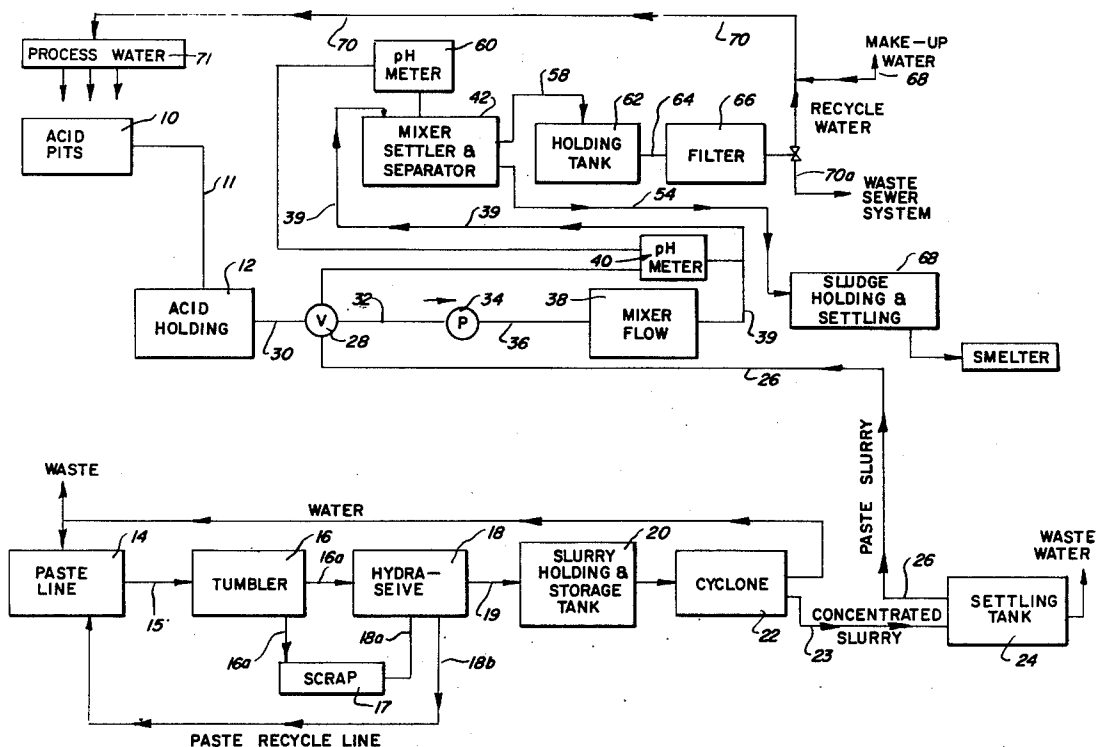 70
70
PROCESS WATER 71
ACID
PITS
10
11
pH
METER
60
42
MIXER
SETTLER &
SEPARATOR
58
62
HOLDING
TANK
64
66
FILTER
MAKE-UP
WATER
68
RECYCLE
WATER
70a
WASTE
SEWER
SYSTEM
39
39
54
40 pH
METER
12
ACID
HOLDING
30
V
28
32
34
P
36
38
MIXER
FLOW
39
68
SLUDGE
HOLDING &
SETTLING
SMELTER
26
PASTE SLURRY
WASTE
WATER
14
PASTE
LINE
15
16
TUMBLER
16a
16a
SCRAP
17
18
HYDRA-
SEIVE
18a
18b
19
20
SLURRY
HOLDING &
STORAGE
TANK
CYCLONE
22
CONCENTRATED
SLURRY
23
26
SETTLING
TANK
24
WASTE
WATER
PASTE RECYCLE LINE